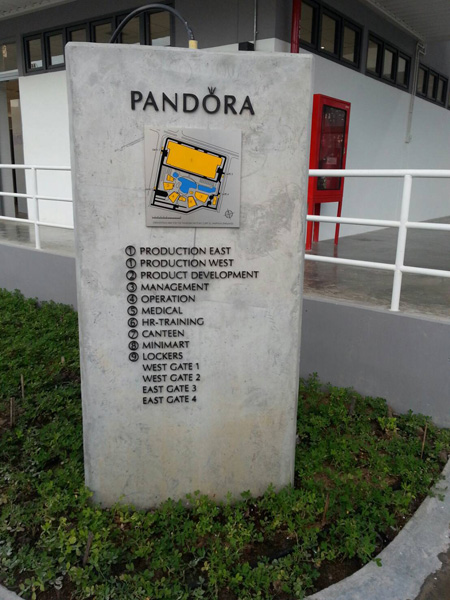 PANDORA
① PRODUCTION EAST
① PRODUCTION WEST
② PRODUCT DEVELOPMENT
③ MANAGEMENT
④ OPERATION
⑤ MEDICAL
⑥ HR-TRAINING
⑦ CANTEEN
⑧ MINIMART
⑨ LOCKERS
WEST GATE 1
WEST GATE 2
EAST GATE 3
EAST GATE 4